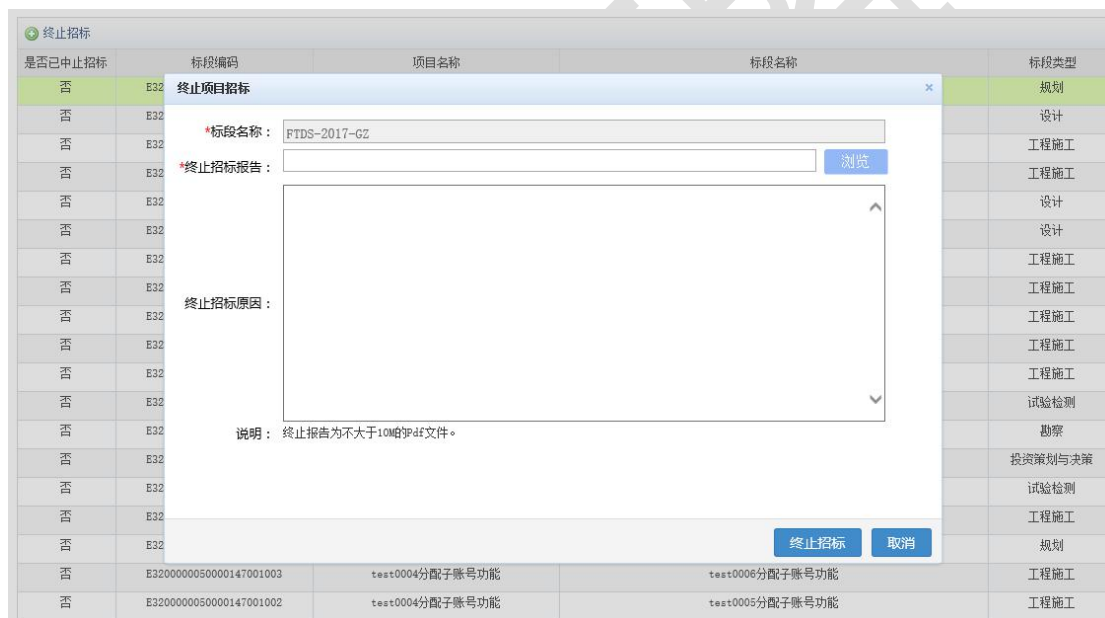 终止招标
是否已中止招标 标段编码 项目名称 标段名称 标段类型
否 E32 终止项目招标 × 规划
否 E32 设计
*标段名称： FTDS-2017-GZ
否 E32 工程施工
*终止招标报告： 浏览
否 E32 工程施工
否 E32 设计
否 E32 设计
否 E32 工程施工
否 E32 工程施工
终止招标原因：
否 E32 工程施工
否 E32 工程施工
否 E32 工程施工
否 E32 试验检测
否 E32 说明： 终止报告为不大于10M的Pdf文件。 勘察
否 E32 投资策划与决策
否 E32 试验检测
否 E32 工程施工
否 E32 终止招标 取消 规划
否 E3200000050000147001003 test0004分配子账号功能 test0006分配子账号功能 工程施工
否 E3200000050000147001002 test0004分配子账号功能 test0005分配子账号功能 工程施工